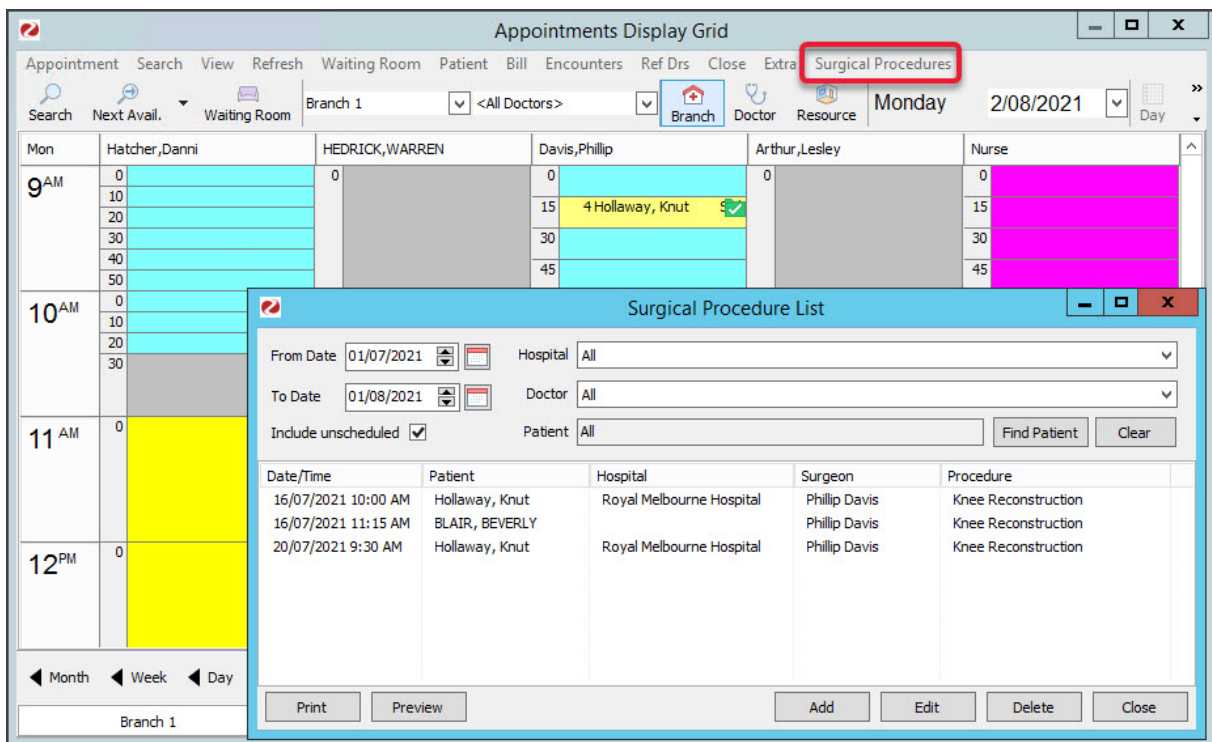 Appointments Display Grid
Appointment Search View Refresh Waiting Room Patient Bill Encounters Ref Drs Close Extra Surgical Procedures
Search Next Avail. Waiting Room Branch 1 <All Doctors> Branch Doctor Resource Monday 2/08/2021 Day »
Mon Hatcher,Danni HEDRICK,WARREN Davis,Phillip Arthur,Lesley Nurse
9 AM 0 0 0 0 0
10
20 15 4 Hollaway, Knut 15
30 30 30
40
50 45 45
10 AM 0
10
20
30
11 AM 0
12 PM 0
Month Week Day
Branch 1
Surgical Procedure List
From Date 01/07/2021 Hospital All
To Date 01/08/2021 Doctor All
Include unscheduled Patient All Find Patient Clear
Date/Time Patient Hospital Surgeon Procedure
16/07/2021 10:00 AM Hollaway, Knut Royal Melbourne Hospital Phillip Davis Knee Reconstruction
16/07/2021 11:15 AM BLAIR, BEVERLY Phillip Davis Knee Reconstruction
20/07/2021 9:30 AM Hollaway, Knut Royal Melbourne Hospital Phillip Davis Knee Reconstruction
Print Preview Add Edit Delete Close